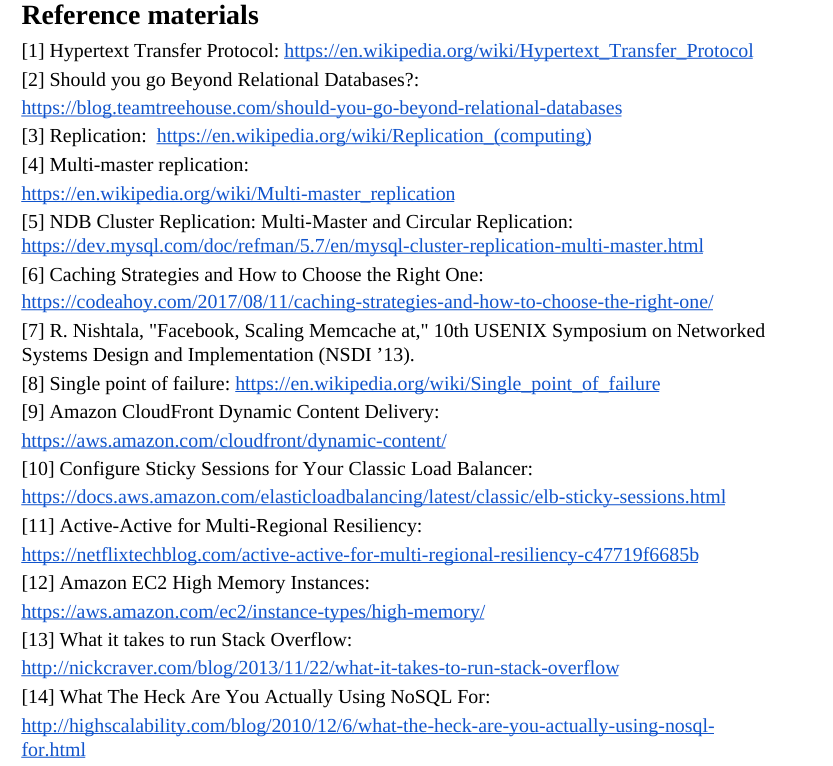 Reference materials
[1] Hypertext Transfer Protocol: https://en.wikipedia.org/wiki/Hypertext_Transfer_Protocol
[2] Should you go Beyond Relational Databases?:
https://blog.teamtreehouse.com/should-you-go-beyond-relational-databases
[3] Replication:  https://en.wikipedia.org/wiki/Replication_(computing)
[4] Multi-master replication:
https://en.wikipedia.org/wiki/Multi-master_replication
[5] NDB Cluster Replication: Multi-Master and Circular Replication:
https://dev.mysql.com/doc/refman/5.7/en/mysql-cluster-replication-multi-master.html
[6] Caching Strategies and How to Choose the Right One:
https://codeahoy.com/2017/08/11/caching-strategies-and-how-to-choose-the-right-one/
[7] R. Nishtala, "Facebook, Scaling Memcache at," 10th USENIX Symposium on Networked
Systems Design and Implementation (NSDI ’13).
[8] Single point of failure: https://en.wikipedia.org/wiki/Single_point_of_failure
[9] Amazon CloudFront Dynamic Content Delivery:
https://aws.amazon.com/cloudfront/dynamic-content/
[10] Configure Sticky Sessions for Your Classic Load Balancer:
https://docs.aws.amazon.com/elasticloadbalancing/latest/classic/elb-sticky-sessions.html
[11] Active-Active for Multi-Regional Resiliency:
https://netflixtechblog.com/active-active-for-multi-regional-resiliency-c47719f6685b
[12] Amazon EC2 High Memory Instances:
https://aws.amazon.com/ec2/instance-types/high-memory/
[13] What it takes to run Stack Overflow:
http://nickcraver.com/blog/2013/11/22/what-it-takes-to-run-stack-overflow
[14] What The Heck Are You Actually Using NoSQL For:
http://highscalability.com/blog/2010/12/6/what-the-heck-are-you-actually-using-nosql-
for.html